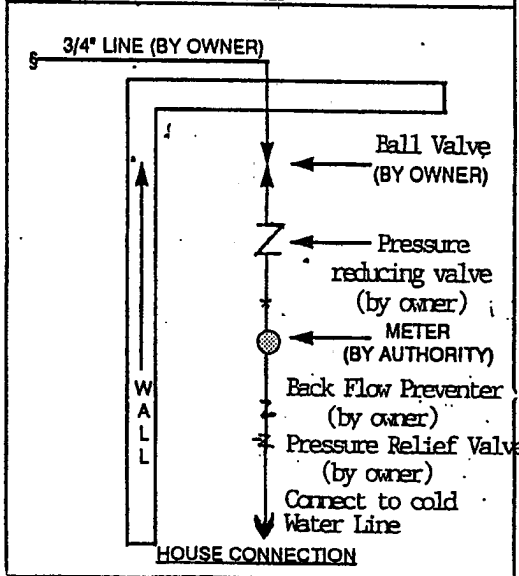 3/4" LINE (BY OWNER)
§
Ball Valve
(BY OWNER)
Pressure
reducing valve
(by owner)
METER
(BY AUTHORITY)
WALL
Back Flow Preventer
(by owner)
Pressure Relief Valve
(by owner)
Connect to cold
Water Line
HOUSE CONNECTION